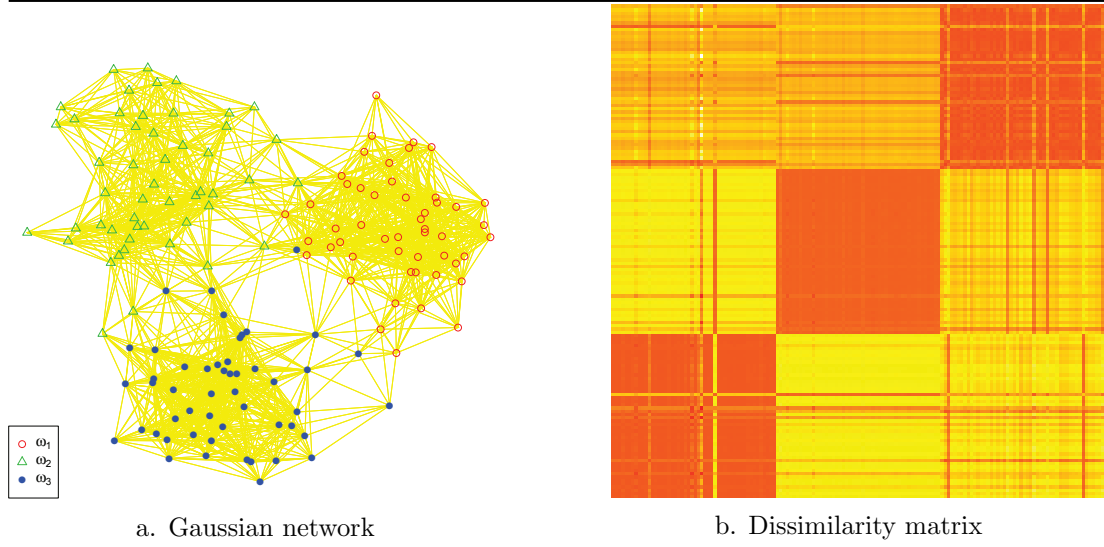 ω₁
ω₂
ω₃
a. Gaussian network
b. Dissimilarity matrix